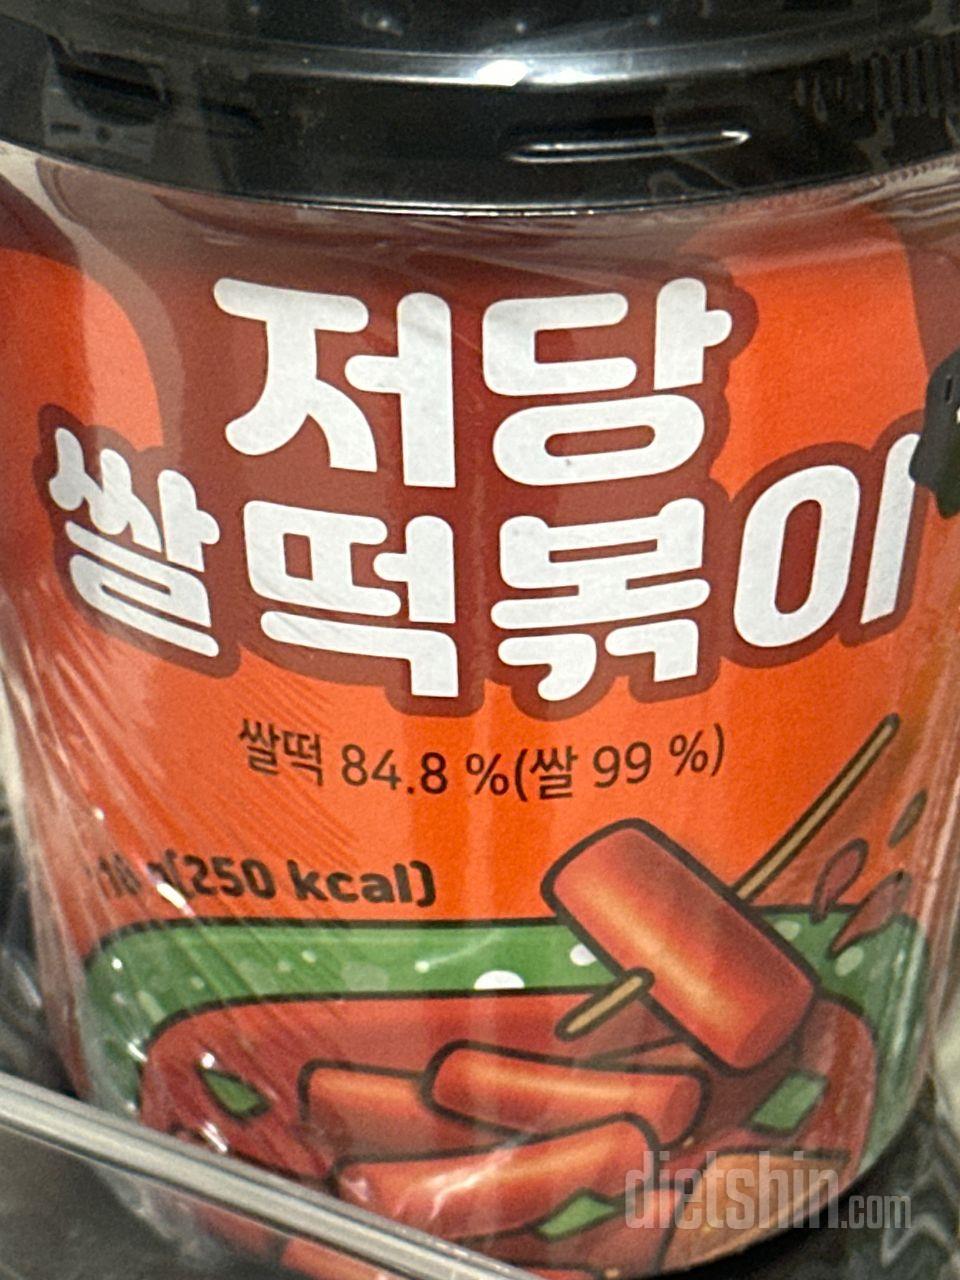 저당
쌀떡볶이
쌀떡 84.8 %(쌀 99 %)
(250 kcal)
dietshin.com